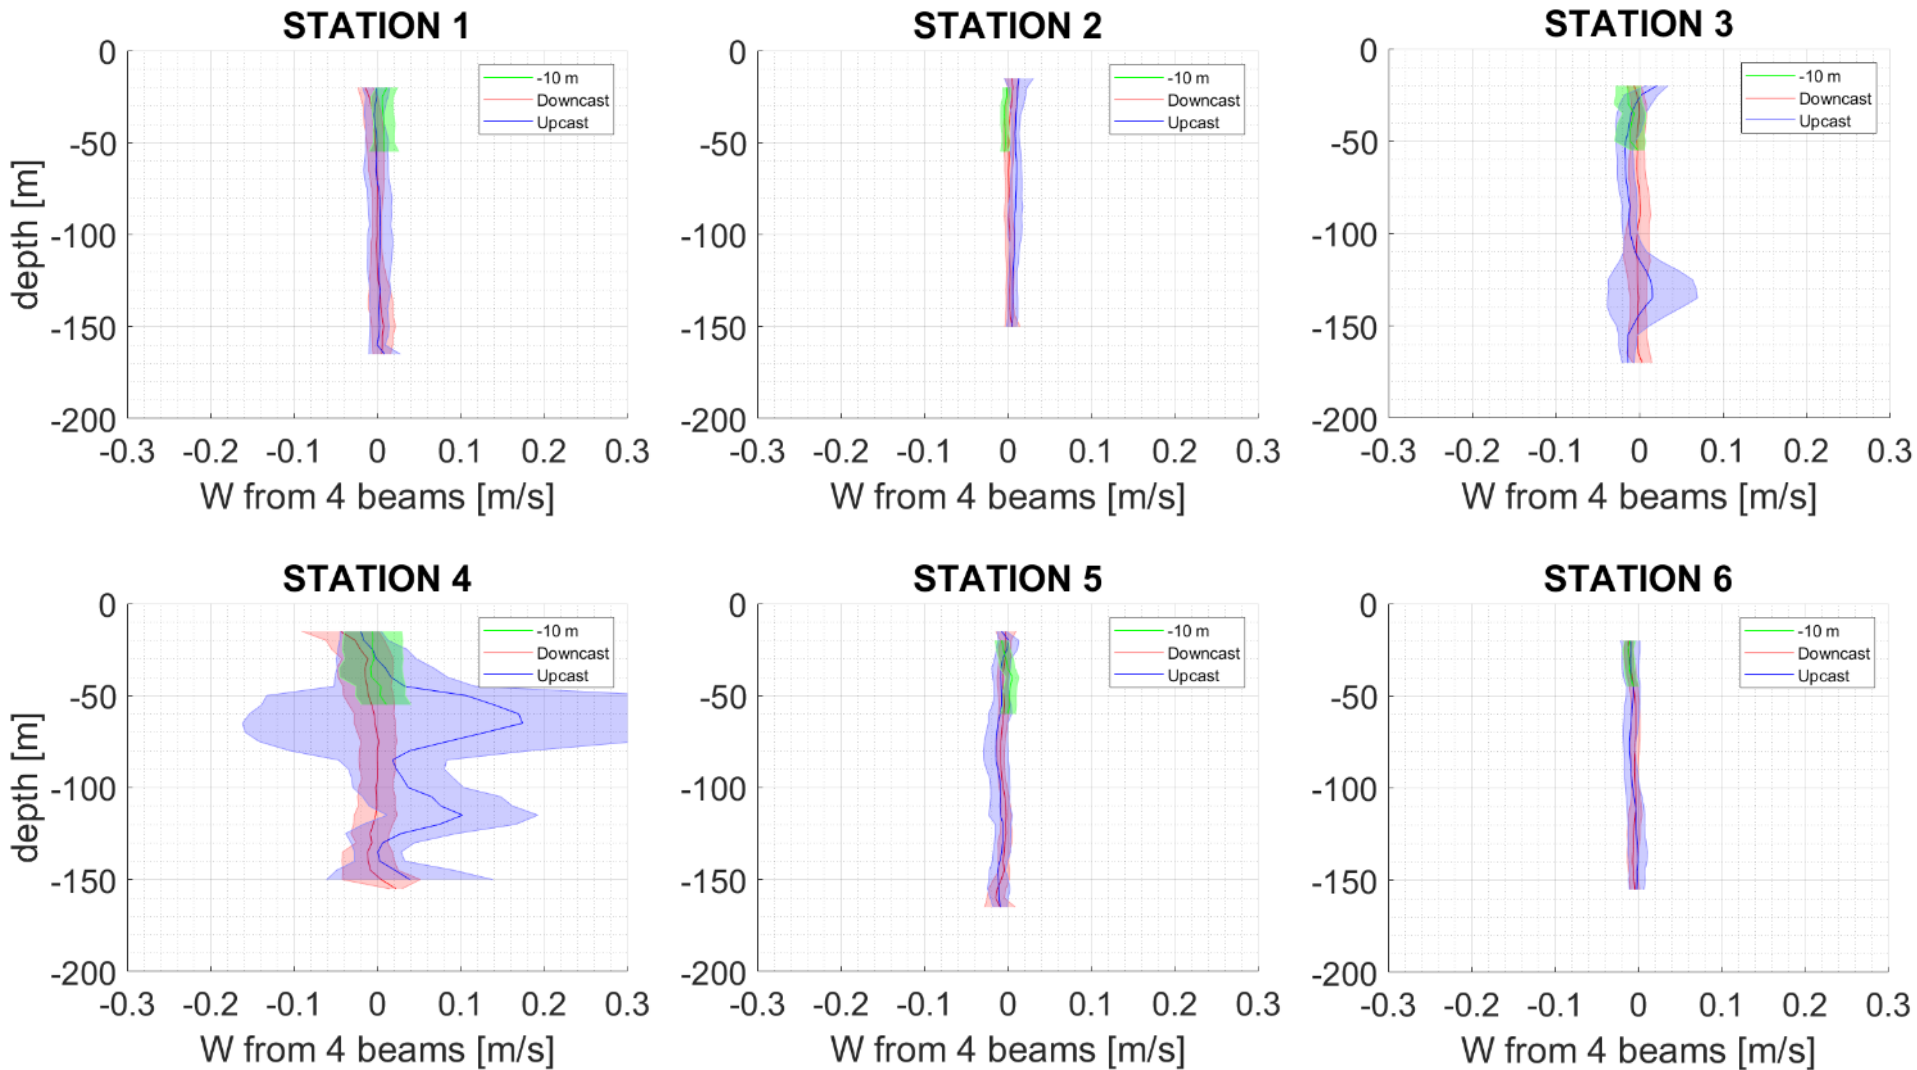 STATION 1
0
-50
-100
-150
-200
depth [m]
-10 m
Downcast
Upcast
-0.3 -0.2 -0.1 0 0.1 0.2 0.3
W from 4 beams [m/s]
STATION 2
0
-50
-100
-150
-200
-10 m
Downcast
Upcast
-0.3 -0.2 -0.1 0 0.1 0.2 0.3
W from 4 beams [m/s]
STATION 3
0
-50
-100
-150
-200
-10 m
Downcast
Upcast
-0.3 -0.2 -0.1 0 0.1 0.2 0.3
W from 4 beams [m/s]
STATION 4
0
-50
-100
-150
-200
depth [m]
-10 m
Downcast
Upcast
-0.3 -0.2 -0.1 0 0.1 0.2 0.3
W from 4 beams [m/s]
STATION 5
0
-50
-100
-150
-200
-10 m
Downcast
Upcast
-0.3 -0.2 -0.1 0 0.1 0.2 0.3
W from 4 beams [m/s]
STATION 6
0
-50
-100
-150
-200
-10 m
Downcast
Upcast
-0.3 -0.2 -0.1 0 0.1 0.2 0.3
W from 4 beams [m/s]